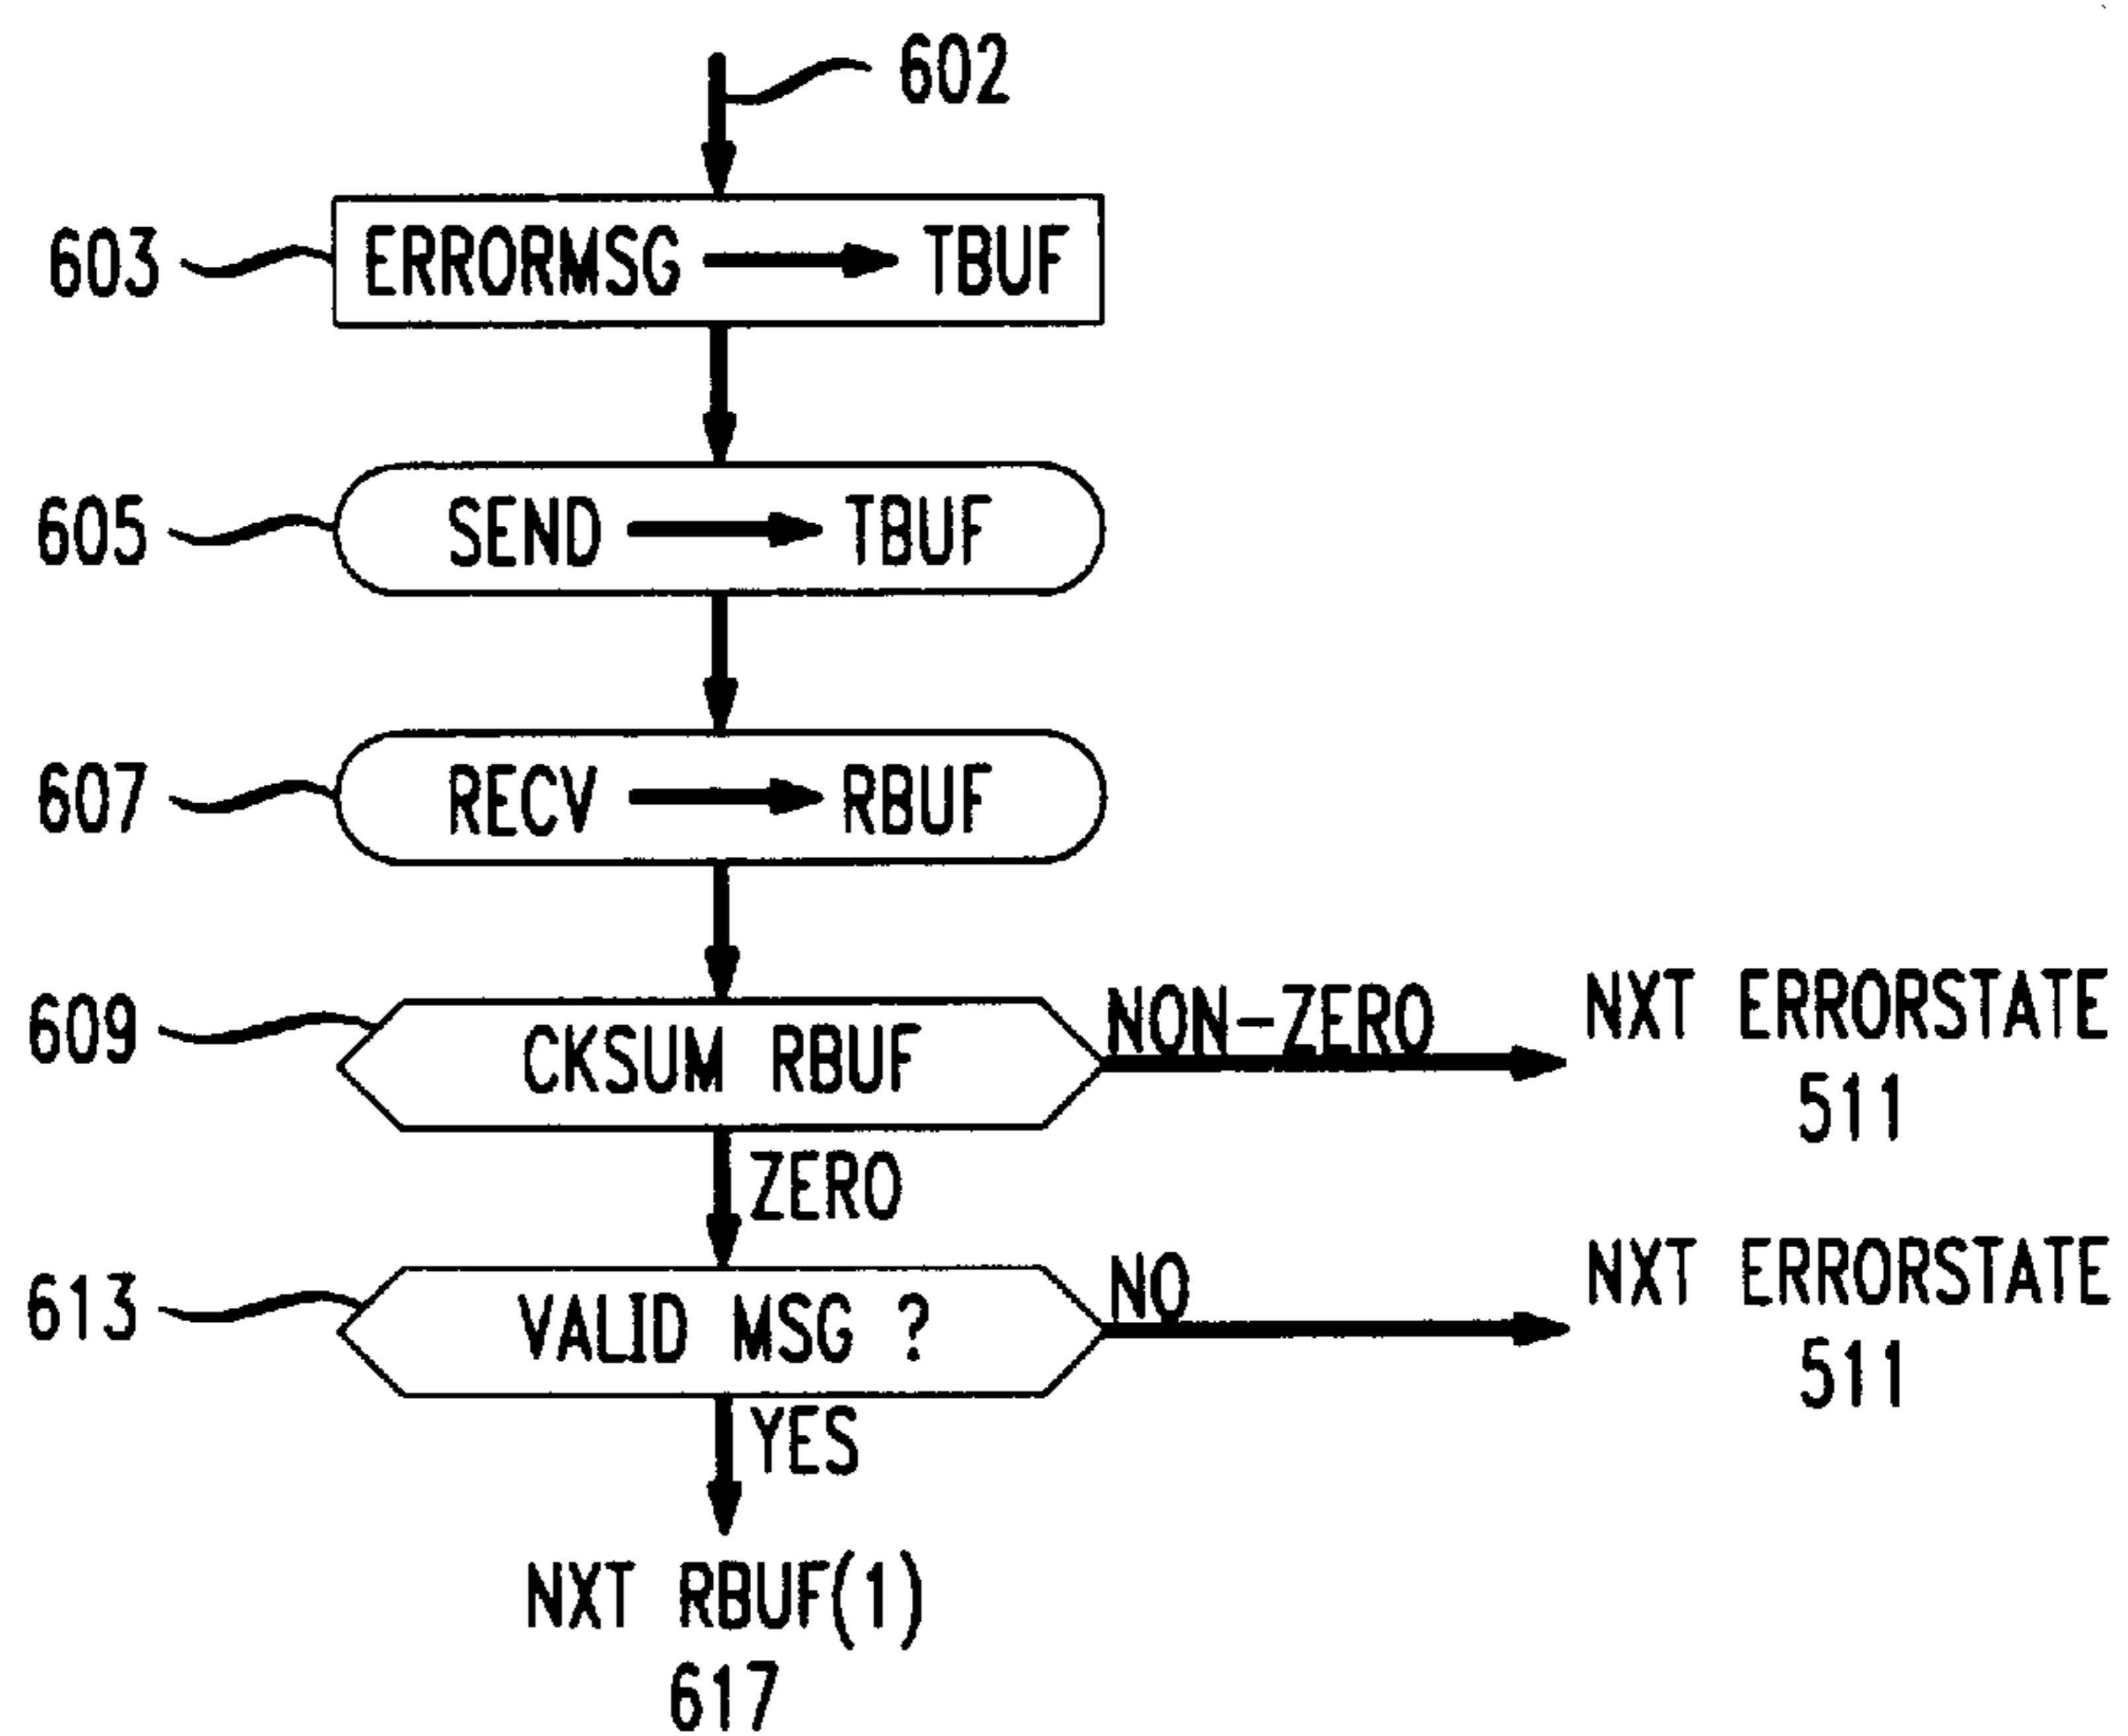 602
603 ERRORMSG TBUF
605 SEND TBUF
607 RECV RBUF
609 CKSUM RBUF NON-ZERO NXT ERRORSTATE
511
ZERO
613 VALID MSG ? NO NXT ERRORSTATE
511
YES
NXT RBUF(1)
617